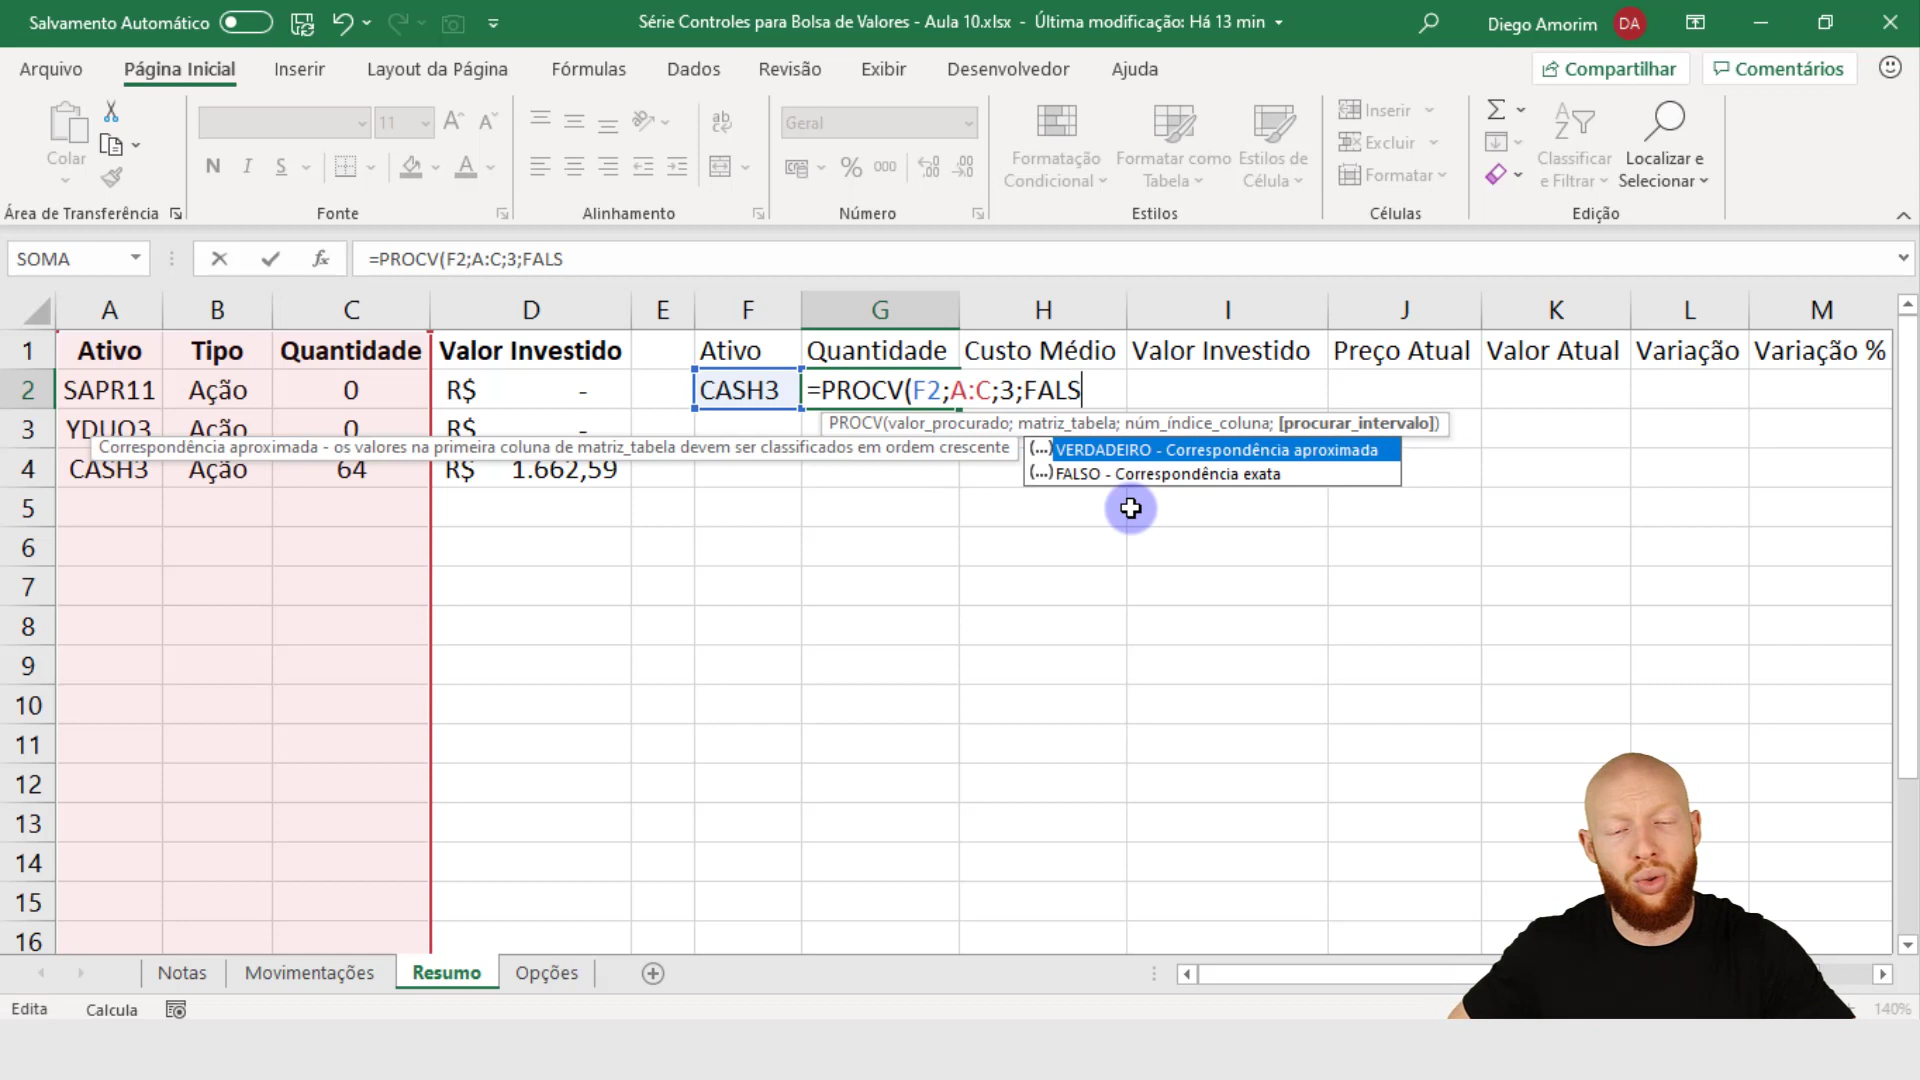 Salvamento Automático
Série Controles para Bolsa de Valores - Aula 10.xlsx - Última modificação: Há 13 min
Diego Amorim DA
Arquivo Página Inicial Inserir Layout da Página Fórmulas Dados Revisão Exibir Desenvolvedor Ajuda
Compartilhar Comentários
Colar
N I S
11
Geral
% 000
Formatação Condicional
Formatar como Tabela
Estilos de Célula
Inserir
Excluir
Formatar
Classificar e Filtrar
Localizar e Selecionar
Área de Transferência Fonte Alinhamento Número Estilos Células Edição
SOMA fx =PROCV(F2;A:C;3;FALS
A B C D E F G H I J K L M
1 Ativo Tipo Quantidade Valor Investido Ativo Quantidade Custo Médio Valor Investido Preço Atual Valor Atual Variação Variação %
2 SAPR11 Ação 0 R$ - CASH3 =PROCV(F2;A:C;3;FALS
PROCV(valor_procurado; matriz_tabela; núm_índice_coluna; [procurar_intervalo])
3 YDUQ3 Ação 0 R$ -
Correspondência aproximada - os valores na primeira coluna de matriz_tabela devem ser classificados em ordem crescente
(...) VERDADEIRO - Correspondência aproximada
(...) FALSO - Correspondência exata
4 CASH3 Ação 64 R$ 1.662,59
5
6
7
8
9
10
11
12
13
14
15
16
Notas Movimentações Resumo Opções
Edita Calcula 140%